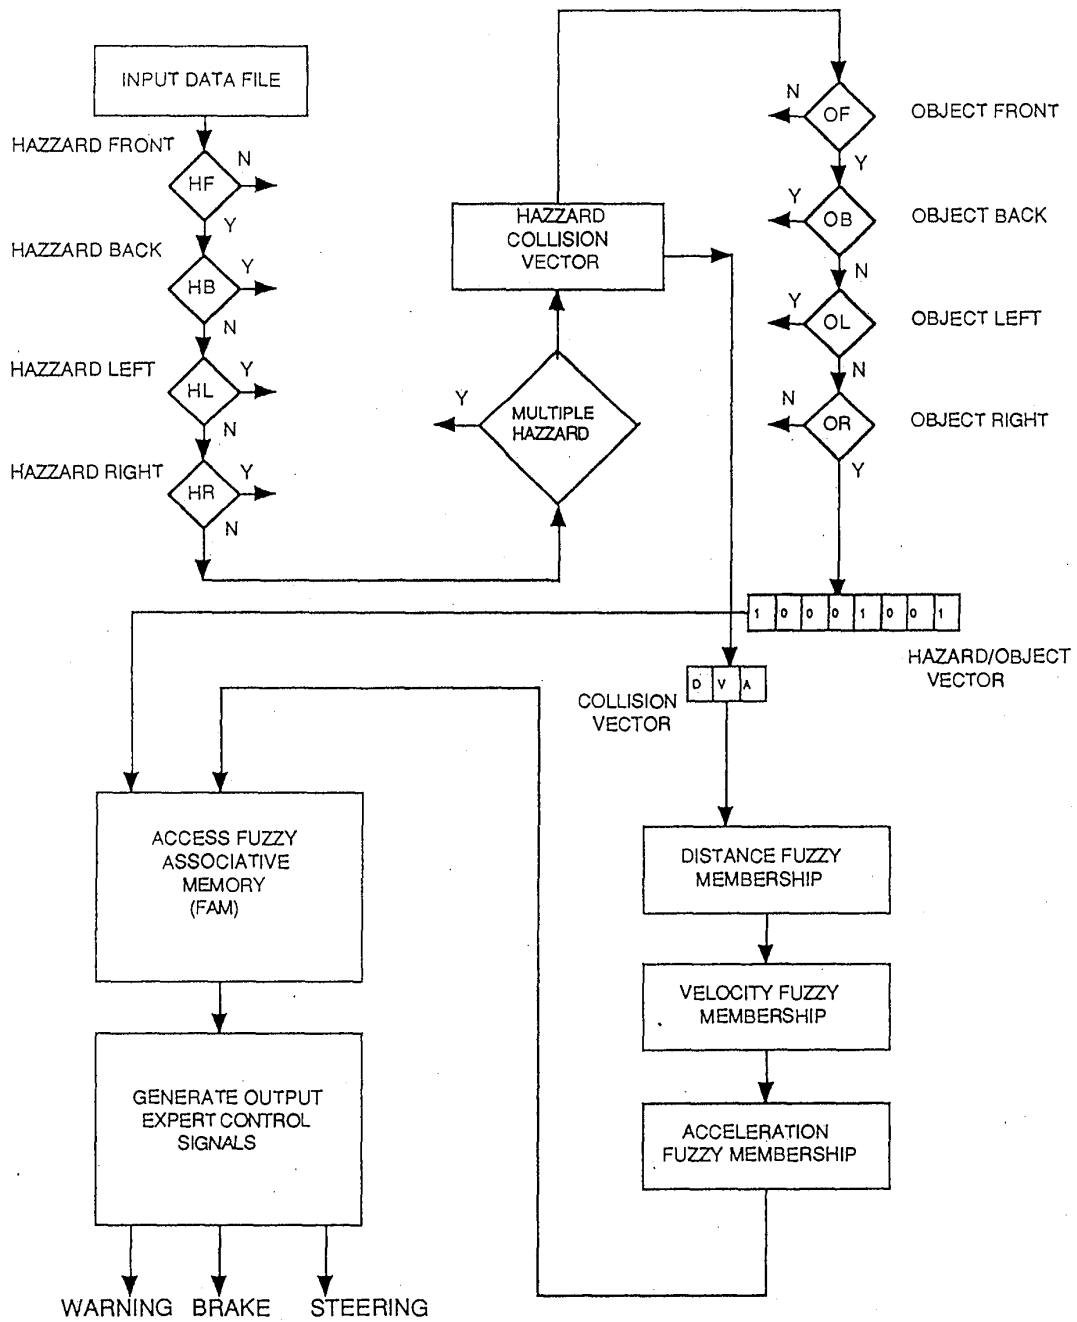 INPUT DATA FILE
HAZZARD FRONT
N
HF
Y
HAZZARD BACK
Y
HB
N
HAZZARD LEFT
Y
HL
N
HAZZARD RIGHT
Y
HR
N
HAZZARD
COLLISION
VECTOR
Y
MULTIPLE
HAZZARD
N
OF
OBJECT FRONT
Y
Y
OB
OBJECT BACK
N
Y
OL
OBJECT LEFT
N
N
OR
OBJECT RIGHT
Y
1 0 0 0 1 0 0 1
HAZARD/OBJECT
VECTOR
D V A
COLLISION
VECTOR
ACCESS FUZZY
ASSOCIATIVE
MEMORY
(FAM)
DISTANCE FUZZY
MEMBERSHIP
VELOCITY FUZZY
MEMBERSHIP
ACCELERATION
FUZZY MEMBERSHIP
GENERATE OUTPUT
EXPERT CONTROL
SIGNALS
WARNING BRAKE STEERING